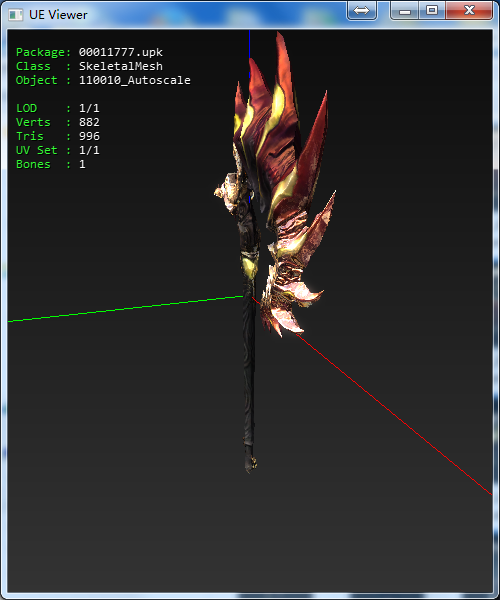 UE Viewer
Package: 00011777.upk
Class  : SkeletalMesh
Object : 110010_Autoscale
LOD    : 1/1
Verts  : 882
Tris   : 996
UV Set : 1/1
Bones  : 1